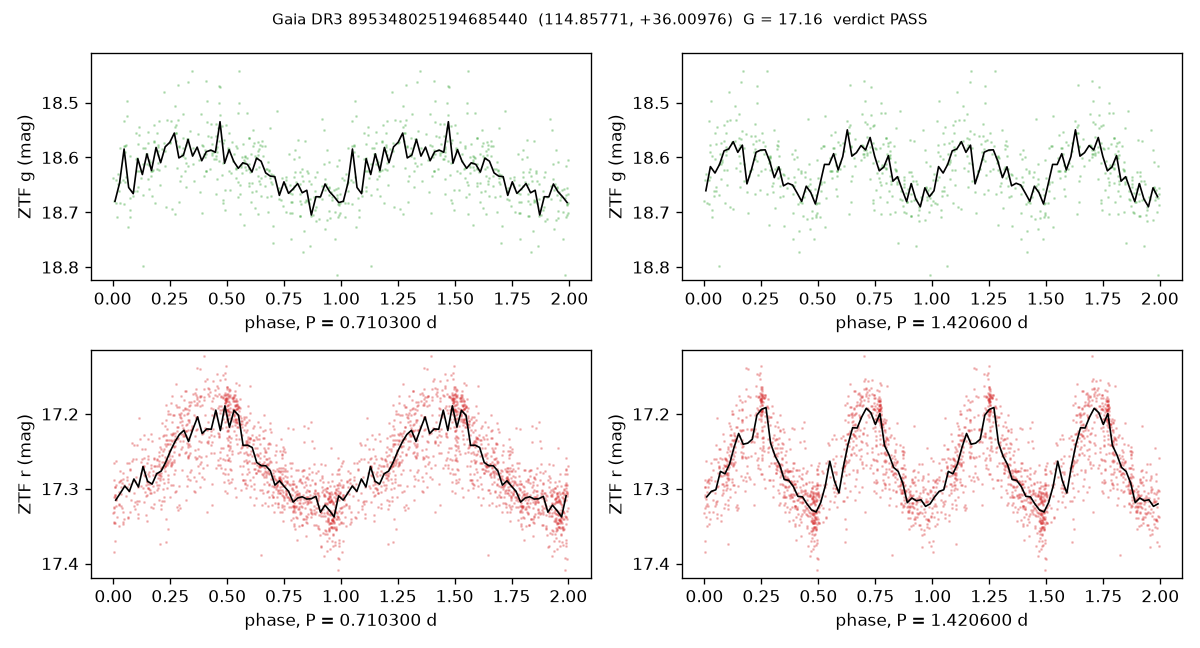 Gaia DR3 895348025194685440 (114.85771, +36.00976) G = 17.16 verdict PASS
ZTF g (mag)
18.5
18.6
18.7
18.8
0.00 0.25 0.50 0.75 1.00 1.25 1.50 1.75 2.00
phase, P = 0.710300 d
ZTF g (mag)
18.5
18.6
18.7
18.8
0.00 0.25 0.50 0.75 1.00 1.25 1.50 1.75 2.00
phase, P = 1.420600 d
ZTF r (mag)
17.2
17.3
17.4
0.00 0.25 0.50 0.75 1.00 1.25 1.50 1.75 2.00
phase, P = 0.710300 d
ZTF r (mag)
17.2
17.3
17.4
0.00 0.25 0.50 0.75 1.00 1.25 1.50 1.75 2.00
phase, P = 1.420600 d